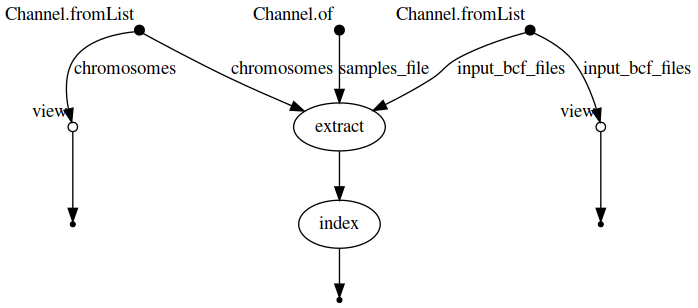 Channel.fromList
Channel.of
Channel.fromList
chromosomes
chromosomes
samples_file
input_bcf_files
input_bcf_files
view
extract
view
index